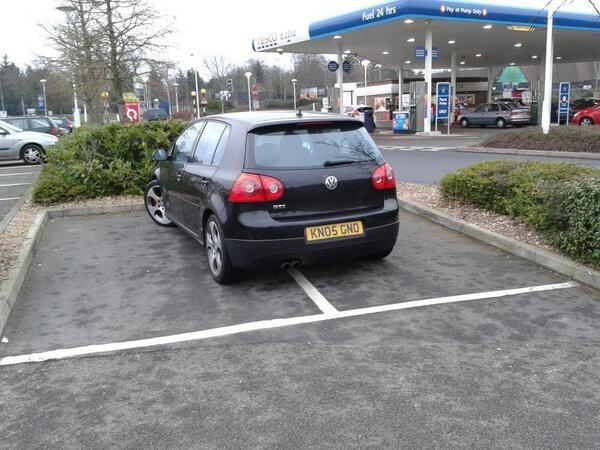 Fuel 24 hrs
Pay at Pump Only
TESCO Extra
GTI
KN05 GNO